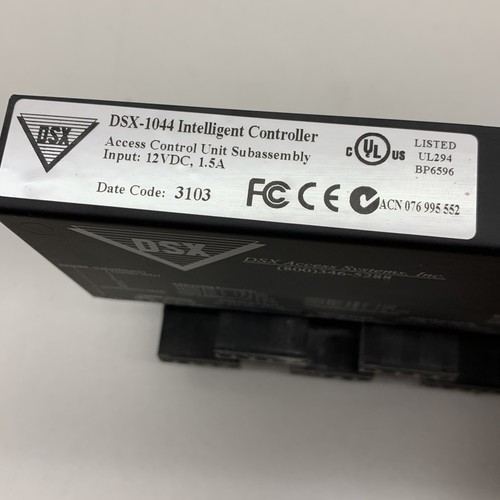 DSX
DSX-1044 Intelligent Controller
Access Control Unit Subassembly
Input: 12VDC, 1.5A
Date Code: 3103
c UL us
LISTED
UL294
BP6596
FC CE ACN 076 995 552
DSX
DSX Access Systems, Inc.